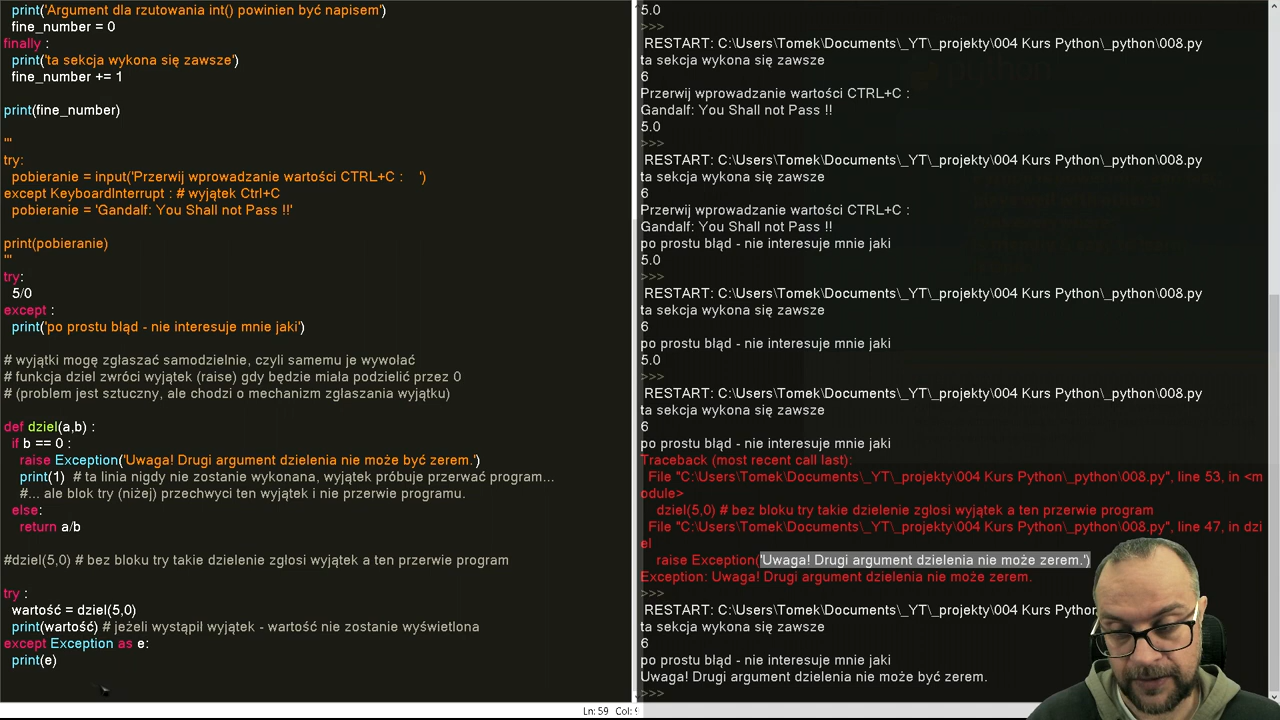 print('Argument dla rzutowania int() powinien być napisem')
fine_number = 0
finally :
print('ta sekcja wykona się zawsze')
fine_number += 1
print(fine_number)
'''
try:
pobieranie = input('Przerwij wprowadzanie wartości CTRL+C :    ')
except KeyboardInterrupt : # wyjątek Ctrl+C
pobieranie = 'Gandalf: You Shall not Pass !!'
print(pobieranie)
'''
try:
5/0
except :
print('po prostu błąd - nie interesuje mnie jaki')
# wyjątki mogę zgłaszać samodzielnie, czyli samemu je wywołać
# funkcja dziel zwróci wyjątek (raise) gdy będzie miała podzielić przez 0
# (problem jest sztuczny, ale chodzi o mechanizm zgłaszania wyjątku)
def dziel(a,b) :
if b == 0 :
raise Exception('Uwaga! Drugi argument dzielenia nie może być zerem.')
print(1)  # ta linia nigdy nie zostanie wykonana, wyjątek próbuje przerwać program...
#... ale blok try (niżej) przechwyci ten wyjątek i nie przerwie programu.
else:
return a/b
#dziel(5,0) # bez bloku try takie dzielenie zgłosi wyjątek a ten przerwie program
try :
wartość = dziel(5,0)
print(wartość) # jeżeli wystąpił wyjątek - wartość nie zostanie wyświetlona
except Exception as e:
print(e)
Ln: 59  Col:
5.0
>>>
RESTART: C:\Users\Tomek\Documents\_YT\_projekty\004 Kurs Python\_python\008.py
ta sekcja wykona się zawsze
6
Przerwij wprowadzanie wartości CTRL+C :
Gandalf: You Shall not Pass !!
5.0
>>>
RESTART: C:\Users\Tomek\Documents\_YT\_projekty\004 Kurs Python\_python\008.py
ta sekcja wykona się zawsze
6
Przerwij wprowadzanie wartości CTRL+C :
Gandalf: You Shall not Pass !!
po prostu błąd - nie interesuje mnie jaki
5.0
>>>
RESTART: C:\Users\Tomek\Documents\_YT\_projekty\004 Kurs Python\_python\008.py
ta sekcja wykona się zawsze
6
po prostu błąd - nie interesuje mnie jaki
5.0
>>>
RESTART: C:\Users\Tomek\Documents\_YT\_projekty\004 Kurs Python\_python\008.py
ta sekcja wykona się zawsze
6
po prostu błąd - nie interesuje mnie jaki
Traceback (most recent call last):
File "C:\Users\Tomek\Documents\_YT\_projekty\004 Kurs Python\_python\008.py", line 53, in <m
odule>
dziel(5,0) # bez bloku try takie dzielenie zgłosi wyjątek a ten przerwie program
File "C:\Users\Tomek\Documents\_YT\_projekty\004 Kurs Python\_python\008.py", line 47, in dzi
el
raise Exception('Uwaga! Drugi argument dzielenia nie może zerem.')
Exception: Uwaga! Drugi argument dzielenia nie może zerem.
>>>
RESTART: C:\Users\Tomek\Documents\_YT\_projekty\004 Kurs Python\_pyth
ta sekcja wykona się zawsze
6
po prostu błąd - nie interesuje mnie jaki
Uwaga! Drugi argument dzielenia nie może być zerem.
>>>